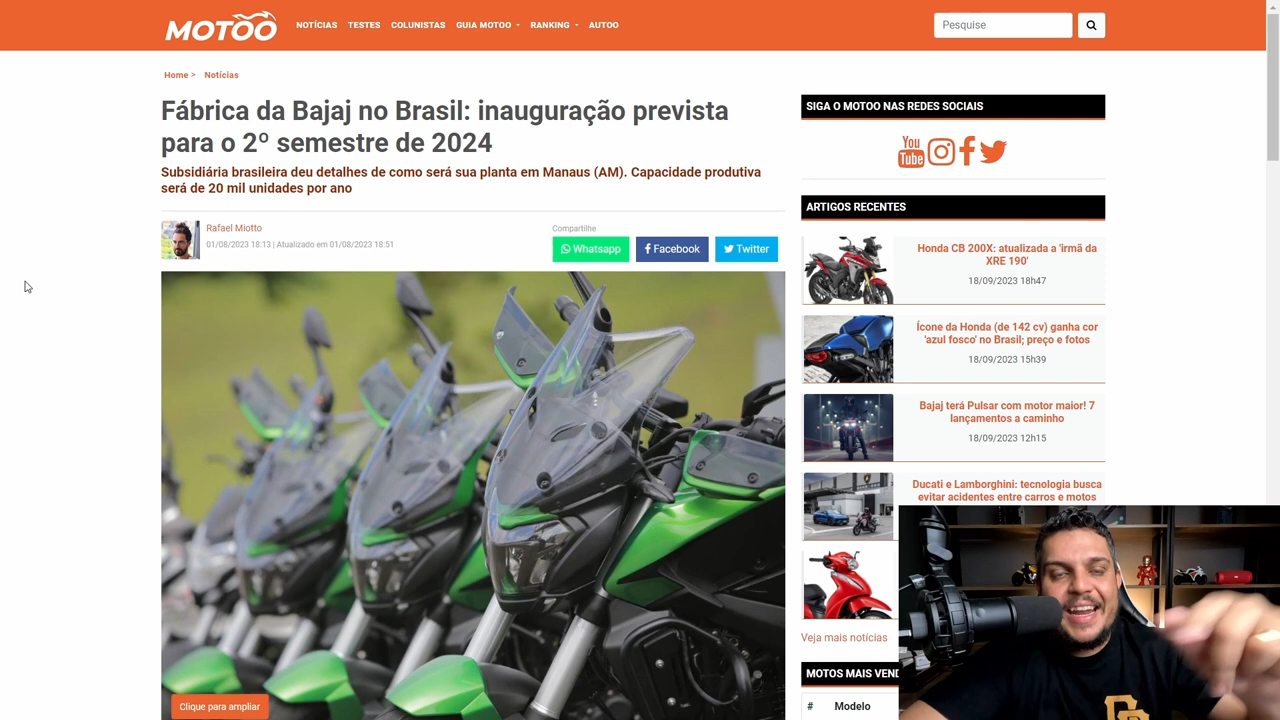 MOTOO
NOTÍCIAS TESTES COLUNISTAS GUIA MOTOO RANKING AUTOO
Pesquise
Home > Notícias
Fábrica da Bajaj no Brasil: inauguração prevista
para o 2º semestre de 2024
Subsidiária brasileira deu detalhes de como será sua planta em Manaus (AM). Capacidade produtiva
será de 20 mil unidades por ano
Rafael Miotto
01/08/2023 18:13 | Atualizado em 01/08/2023 18:51
Compartilhe
Whatsapp Facebook Twitter
Clique para ampliar
SIGA O MOTOO NAS REDES SOCIAIS
You
Tube
ARTIGOS RECENTES
Honda CB 200X: atualizada a 'irmã da
XRE 190'
18/09/2023 18h47
Ícone da Honda (de 142 cv) ganha cor
'azul fosco' no Brasil; preço e fotos
18/09/2023 15h39
Bajaj terá Pulsar com motor maior! 7
lançamentos a caminho
18/09/2023 12h15
Ducati e Lamborghini: tecnologia busca
evitar acidentes entre carros e motos
Veja mais notícias
MOTOS MAIS VEND
# Modelo